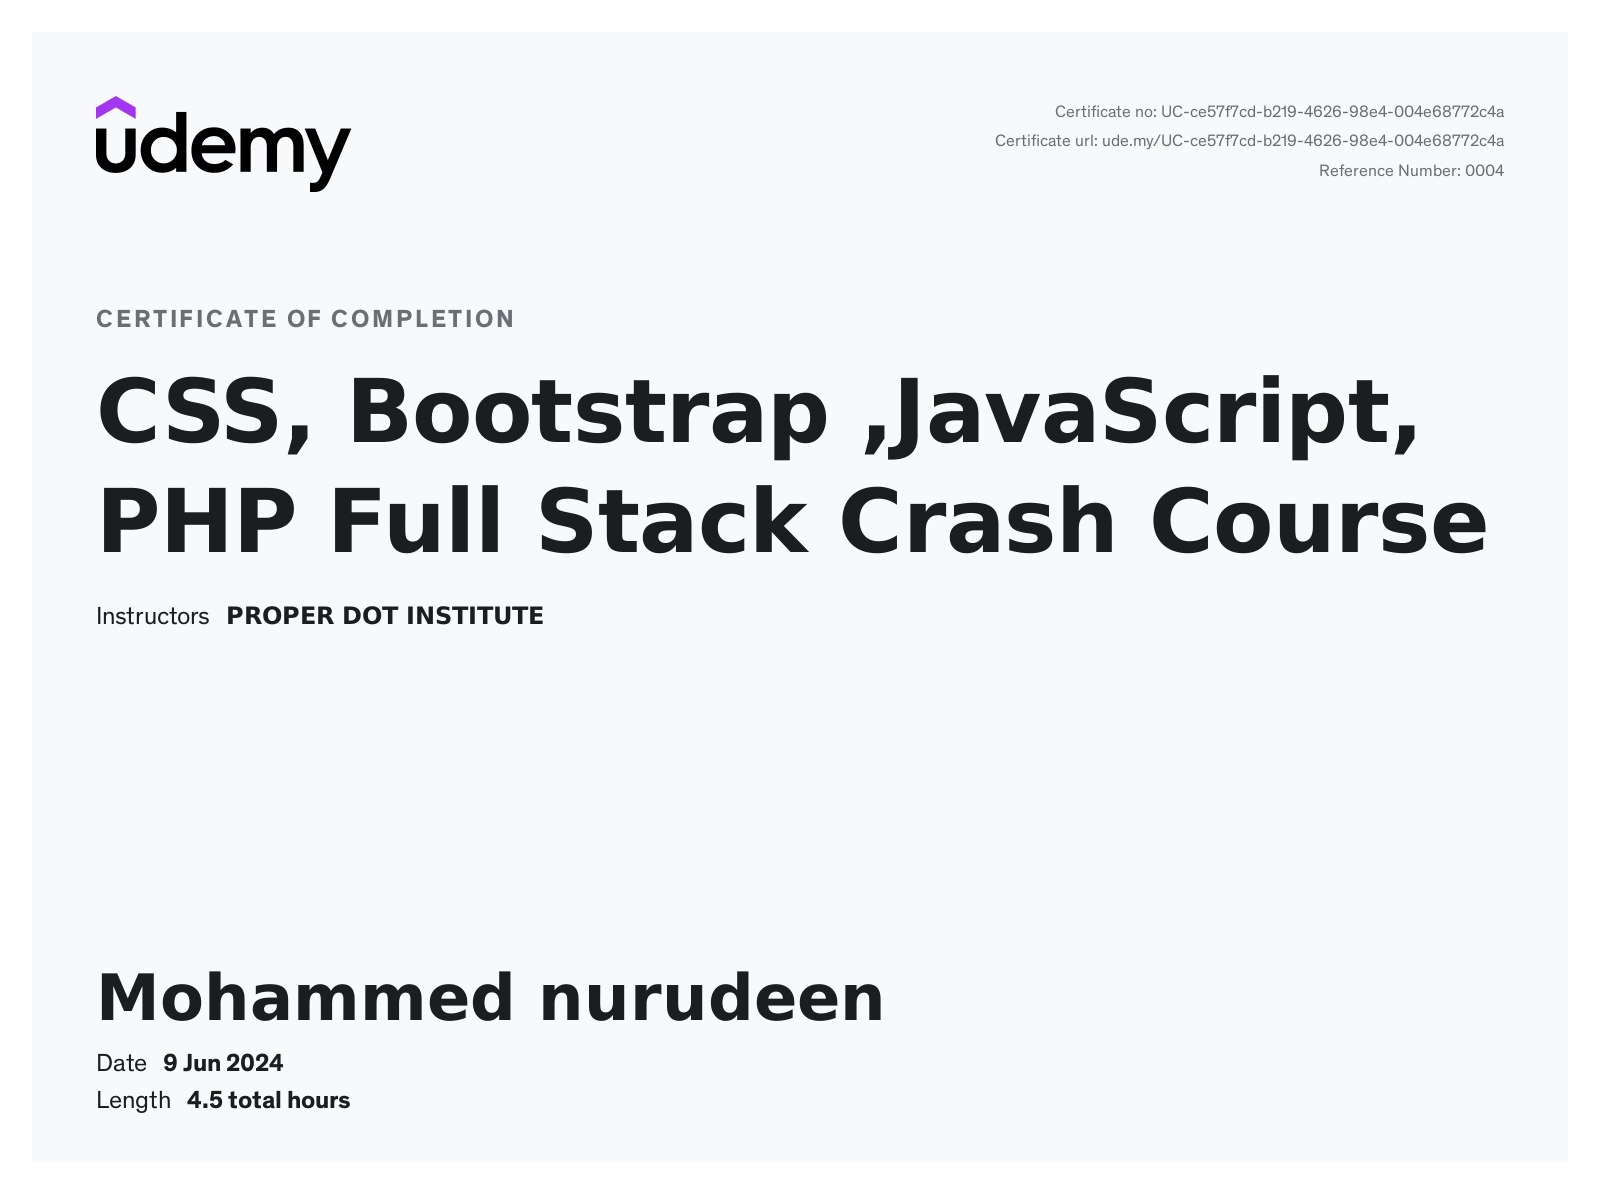 udemy
Certificate no: UC-ce57f7cd-b219-4626-98e4-004e68772c4a
Certificate url: ude.my/UC-ce57f7cd-b219-4626-98e4-004e68772c4a
Reference Number: 0004
CERTIFICATE OF COMPLETION
CSS, Bootstrap ,JavaScript,
PHP Full Stack Crash Course
Instructors PROPER DOT INSTITUTE
Mohammed nurudeen
Date 9 Jun 2024
Length 4.5 total hours